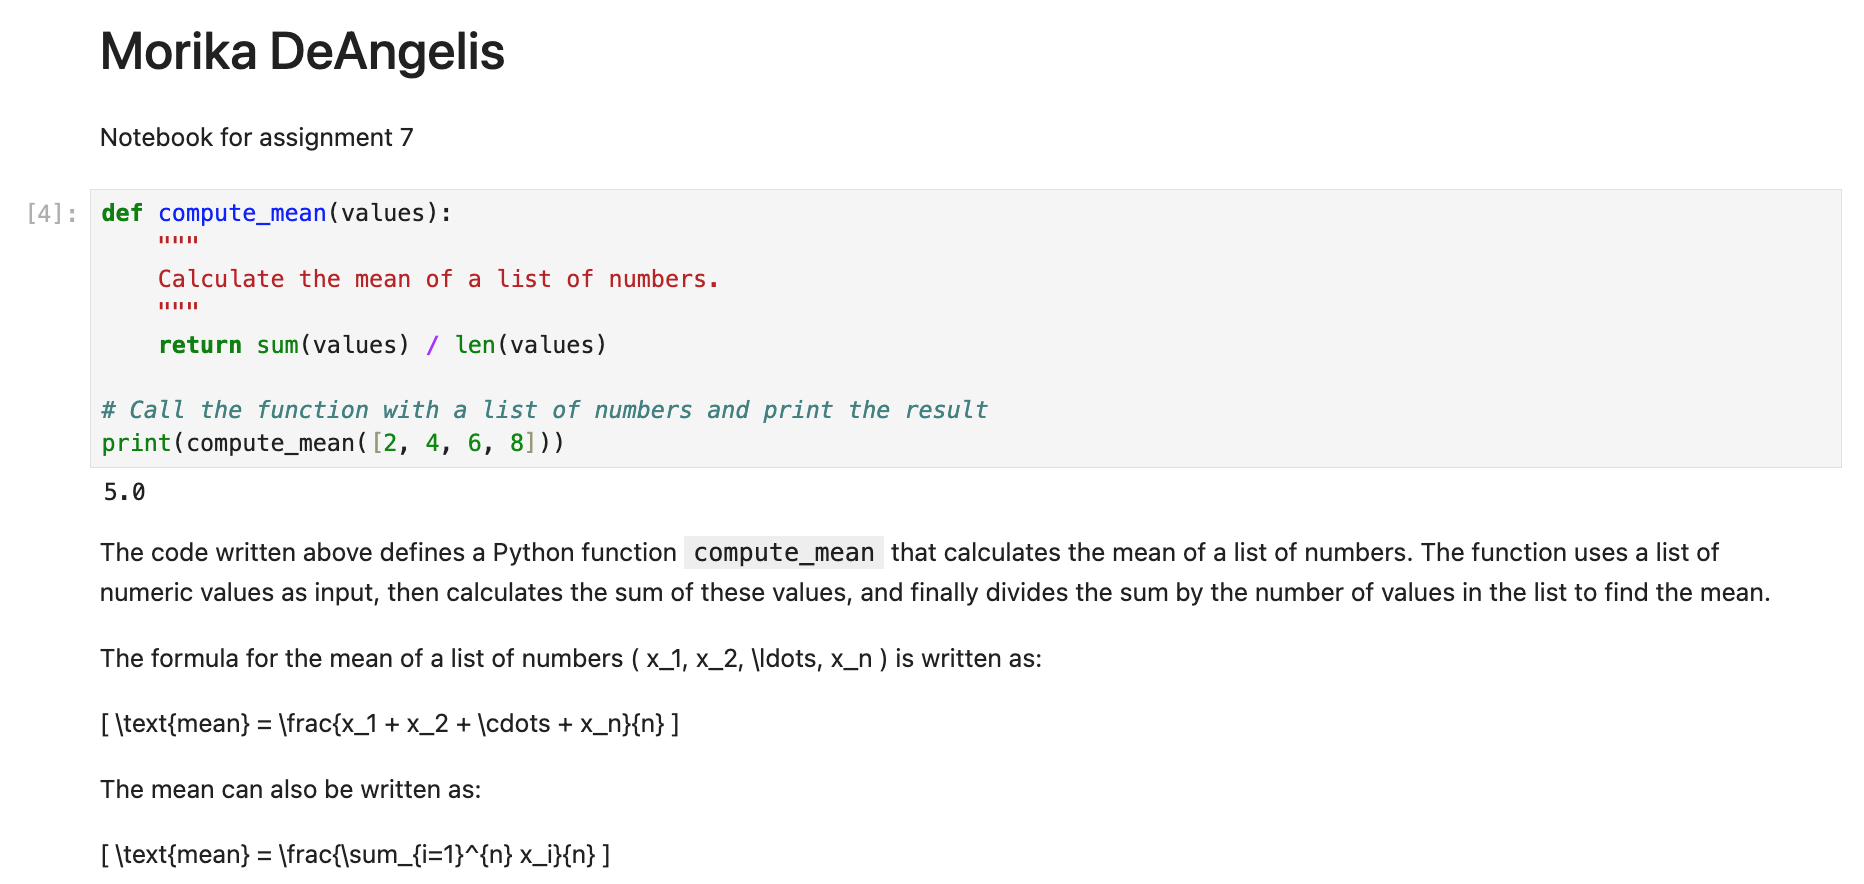 Morika DeAngelis
Notebook for assignment 7
[4]: def compute_mean(values):
    """
    Calculate the mean of a list of numbers.
    """
    return sum(values) / len(values)

# Call the function with a list of numbers and print the result
print(compute_mean([2, 4, 6, 8]))
5.0
The code written above defines a Python function compute_mean that calculates the mean of a list of numbers. The function uses a list of
numeric values as input, then calculates the sum of these values, and finally divides the sum by the number of values in the list to find the mean.
The formula for the mean of a list of numbers ( x_1, x_2, \ldots, x_n ) is written as:
[ \text{mean} = \frac{x_1 + x_2 + \cdots + x_n}{n} ]
The mean can also be written as:
[ \text{mean} = \frac{\sum_{i=1}^{n} x_i}{n} ]